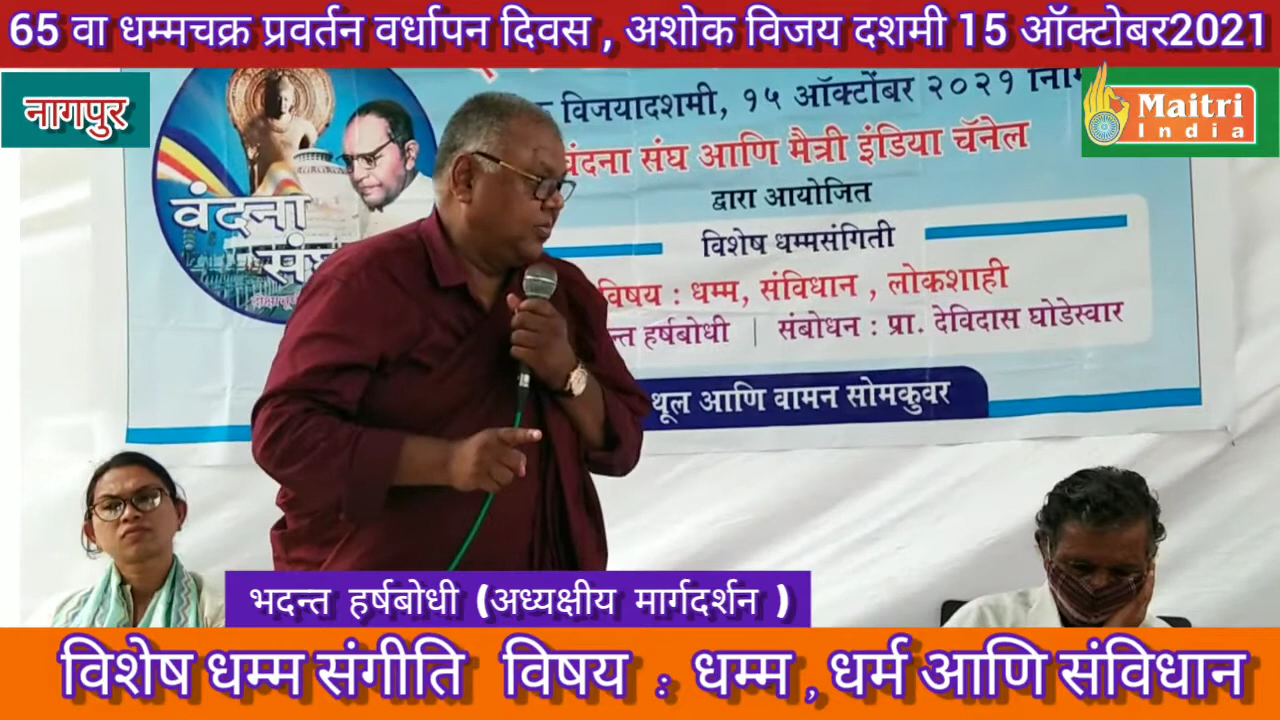 65 वा धम्मचक्र प्रवर्तन वर्धापन दिवस , अशोक विजय दशमी 15 ऑक्टोबर2021
नागपुर
Maitri
India
विजयादशमी, १५ ऑक्टोंबर २०२१
वंदना संघ आणि मैत्री इंडिया चॅनेल
द्वारा आयोजित
वंदना
विशेष धम्मसंगिती
विषय : धम्म, संविधान , लोकशाही
हर्षबोधी | संबोधन : प्रा. देविदास घोडेस्वार
थूल आणि वामन सोमकुवर
भदन्त हर्षबोधी (अध्यक्षीय मार्गदर्शन )
विशेष धम्म संगीति विषय : धम्म , धर्म आणि संविधान